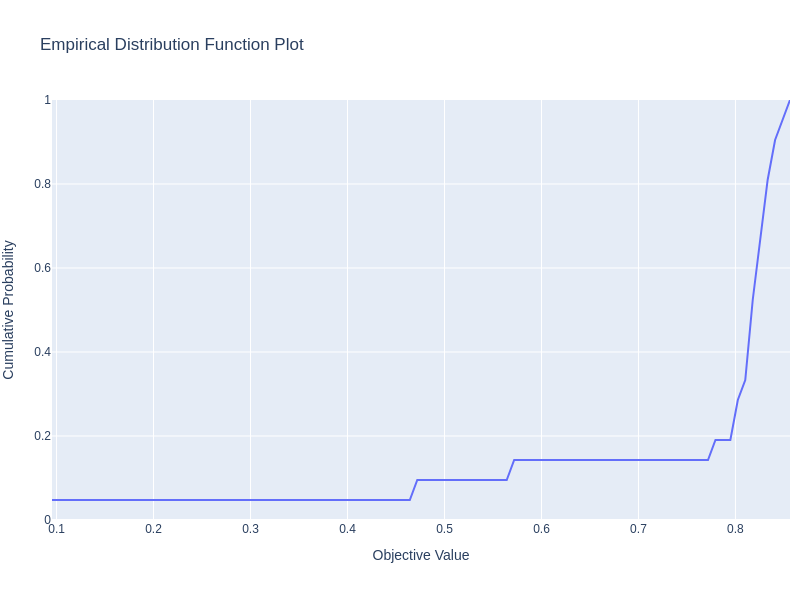 Empirical Distribution Function Plot
Cumulative Probability
1
0.8
0.6
0.4
0.2
0
0.1 0.2 0.3 0.4 0.5 0.6 0.7 0.8
Objective Value